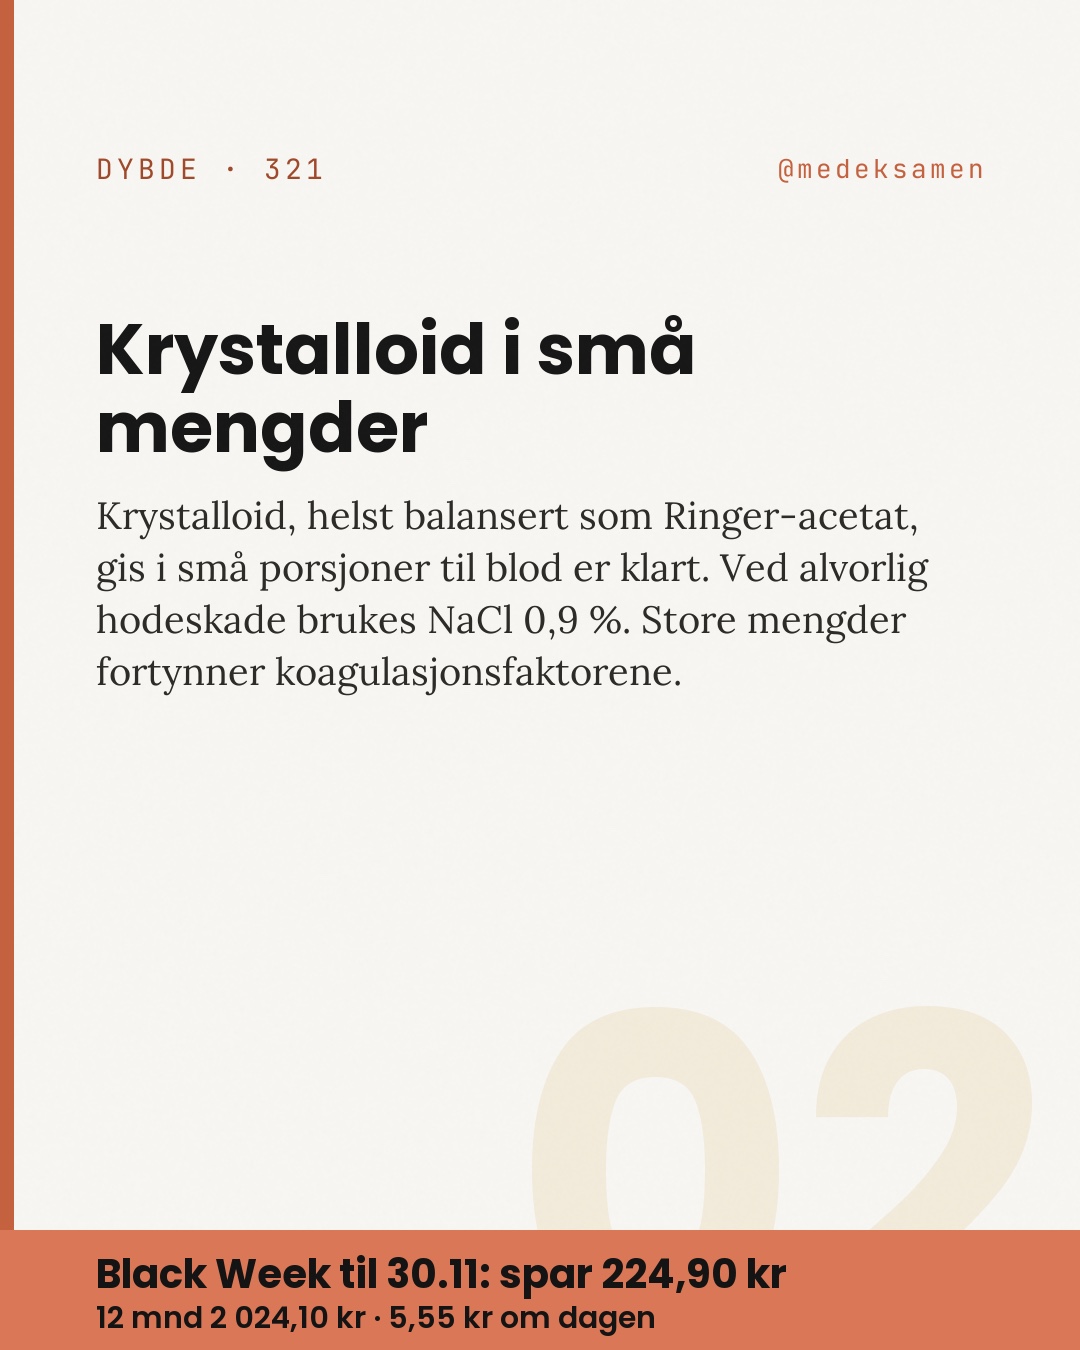 DYBDE · 321
@medeksamen
Krystalloid i små
mengder
Krystalloid, helst balansert som Ringer-acetat,
gis i små porsjoner til blod er klart. Ved alvorlig
hodeskade brukes NaCl 0,9 %. Store mengder
fortynner koagulasjonsfaktorene.
02
Black Week til 30.11: spar 224,90 kr
12 mnd 2 024,10 kr · 5,55 kr om dagen